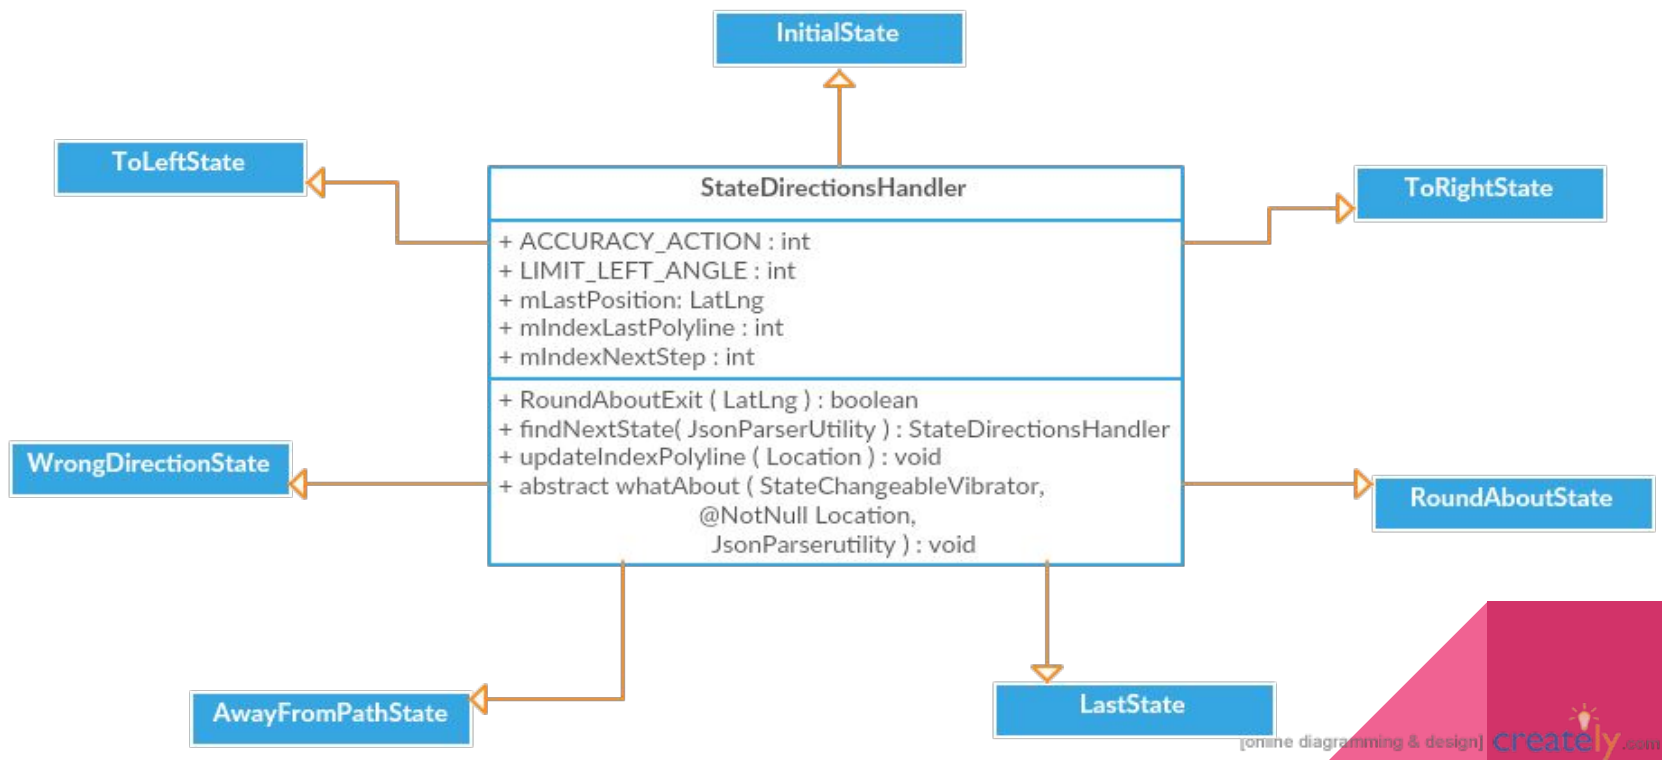 InitialState
ToLeftState
ToRightState
StateDirectionsHandler
+ ACCURACY_ACTION : int
+ LIMIT_LEFT_ANGLE : int
+ mLastPosition: LatLng
+ mIndexLastPolyline : int
+ mIndexNextStep : int
+ RoundAboutExit ( LatLng ) : boolean
+ findNextState( JsonParserUtility ) : StateDirectionsHandler
+ updateIndexPolyline ( Location ) : void
+ abstract whatAbout ( StateChangeableVibrator,
@NotNull Location,
JsonParserutility ) : void
WrongDirectionState
RoundAboutState
AwayFromPathState
LastState
[online diagramming & design] creately.com